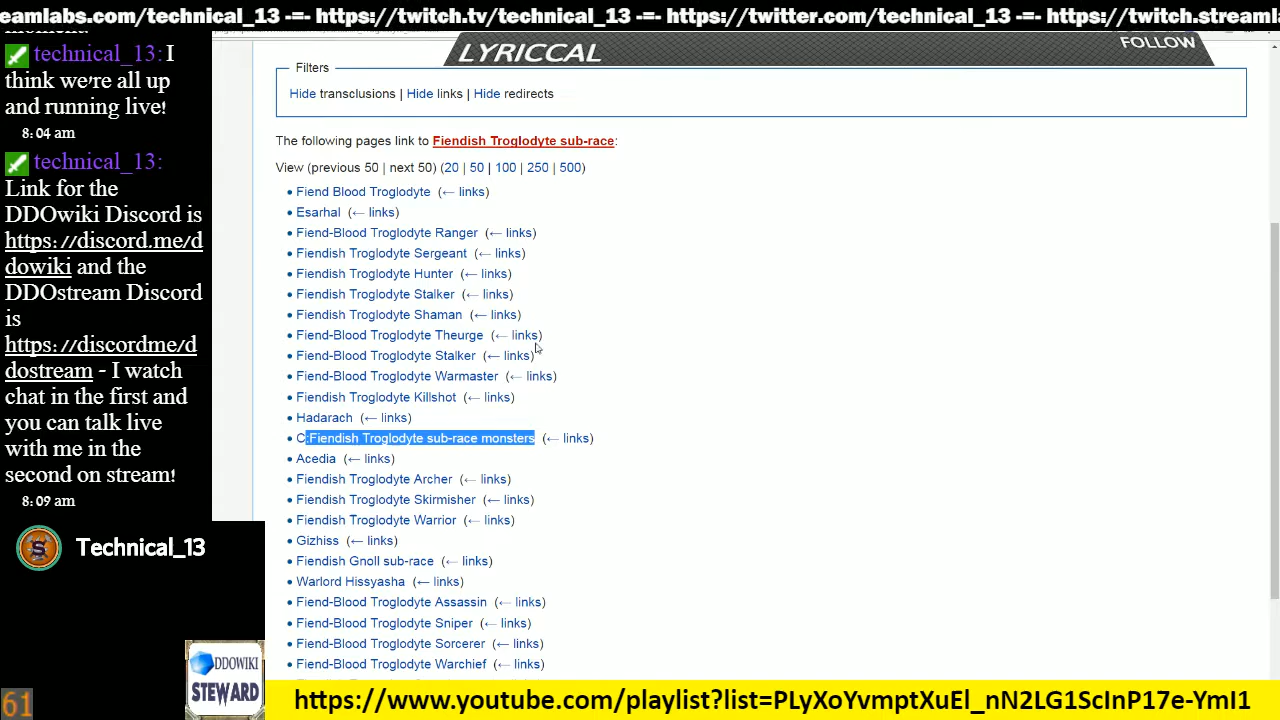 eamlabs.com/technical_13 -=- https://twitch.tv/technical_13 -=- https://twitter.com/technical_13 -=- https://twitch.streaml
technical_13: I
think we're all up
and running live!
8:04 am
technical_13:
Link for the
DDOwiki Discord is
https://discord.me/d
dowiki and the
DDOstream Discord
is
https://discordme/d
dostream - I watch
chat in the first and
you can talk live
with me in the
second on stream!
8:09 am
Technical_13
DDOWIKI
STEWARD
61
LYRICCAL
FOLLOW
Filters
Hide transclusions | Hide links | Hide redirects
The following pages link to Fiendish Troglodyte sub-race:
View (previous 50 | next 50) (20 | 50 | 100 | 250 | 500)
• Fiend Blood Troglodyte (← links)
• Esarhal (← links)
• Fiend-Blood Troglodyte Ranger (← links)
• Fiendish Troglodyte Sergeant (← links)
• Fiendish Troglodyte Hunter (← links)
• Fiendish Troglodyte Stalker (← links)
• Fiendish Troglodyte Shaman (← links)
• Fiend-Blood Troglodyte Theurge (← links)
• Fiend-Blood Troglodyte Stalker (← links)
• Fiend-Blood Troglodyte Warmaster (← links)
• Fiendish Troglodyte Killshot (← links)
• Hadarach (← links)
• C:Fiendish Troglodyte sub-race monsters (← links)
• Acedia (← links)
• Fiendish Troglodyte Archer (← links)
• Fiendish Troglodyte Skirmisher (← links)
• Fiendish Troglodyte Warrior (← links)
• Gizhiss (← links)
• Fiendish Gnoll sub-race (← links)
• Warlord Hissyasha (← links)
• Fiend-Blood Troglodyte Assassin (← links)
• Fiend-Blood Troglodyte Sniper (← links)
• Fiend-Blood Troglodyte Sorcerer (← links)
• Fiend-Blood Troglodyte Warchief (← links)
https://www.youtube.com/playlist?list=PLyXoYvmptXuEl_nN2LG1ScInP17e-YmI1